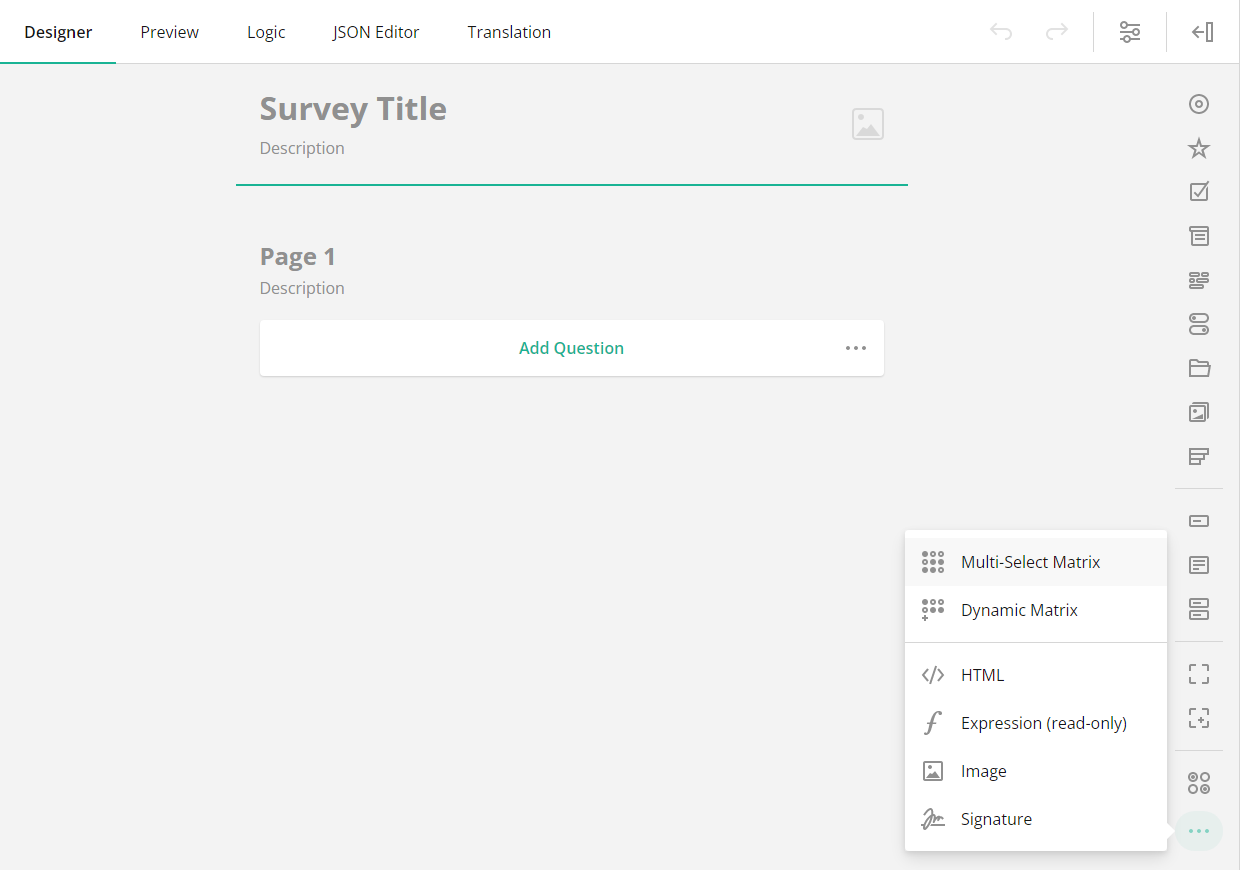 Designer
Preview
Logic
JSON Editor
Translation
Survey Title
Description
Page 1
Description
Add Question
Multi-Select Matrix
Dynamic Matrix
HTML
Expression (read-only)
Image
Signature